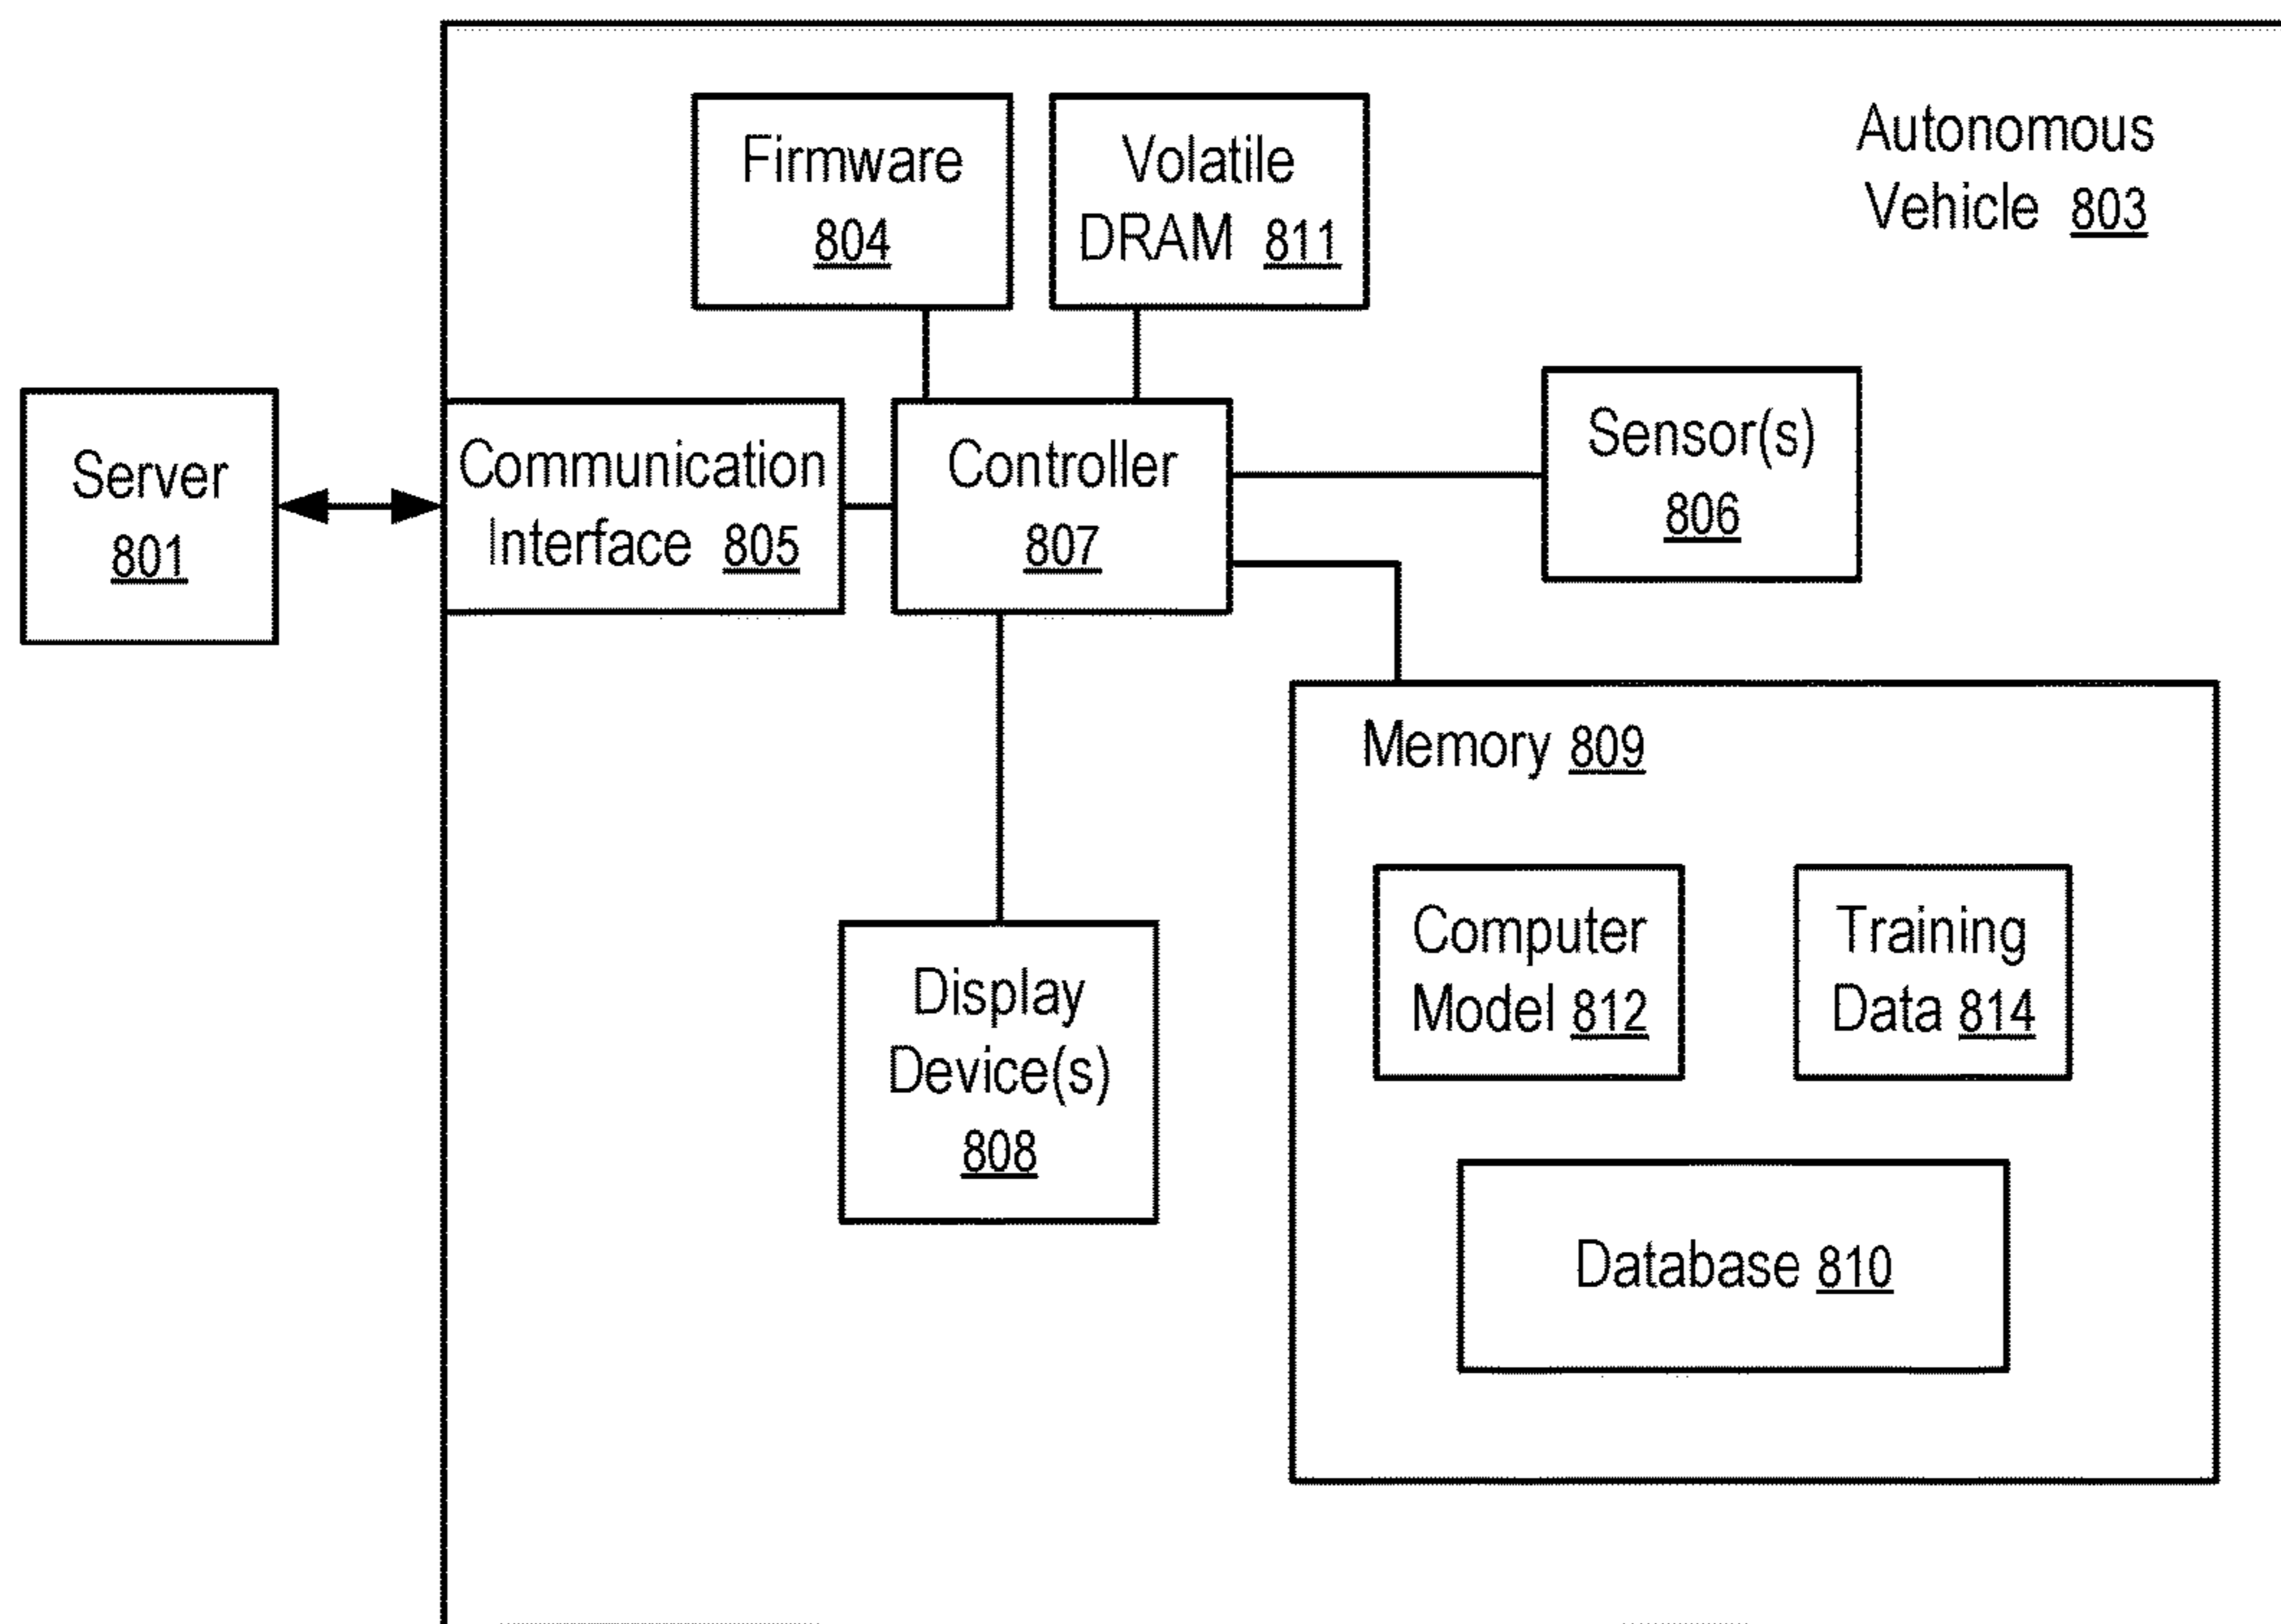 Firmware
804
Volatile
DRAM 811
Autonomous
Vehicle 803
Server
801
Communication
Interface 805
Controller
807
Sensor(s)
806
Memory 809
Display
Device(s)
808
Computer
Model 812
Training
Data 814
Database 810